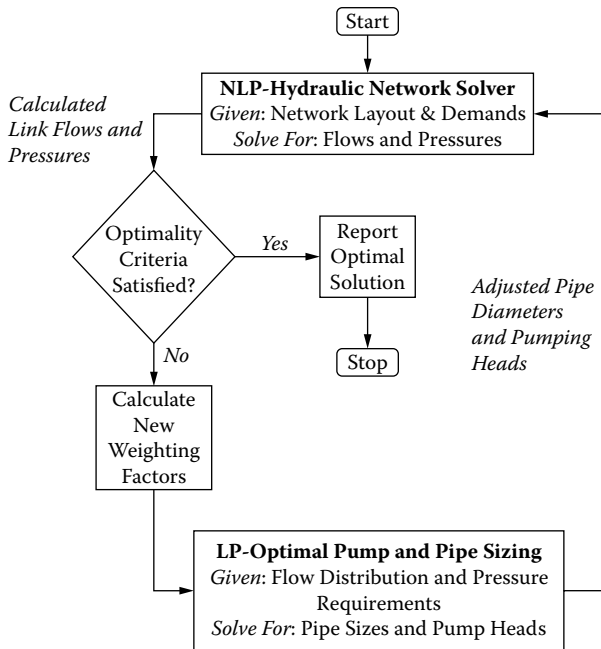 Start
NLP-Hydraulic Network Solver
Given: Network Layout & Demands
Solve For: Flows and Pressures
Calculated
Link Flows and
Pressures
Optimality
Criteria
Satisfied?
Yes
Report
Optimal
Solution
Adjusted Pipe
Diameters
and Pumping
Heads
Stop
No
Calculate
New
Weighting
Factors
LP-Optimal Pump and Pipe Sizing
Given: Flow Distribution and Pressure
Requirements
Solve For: Pipe Sizes and Pump Heads